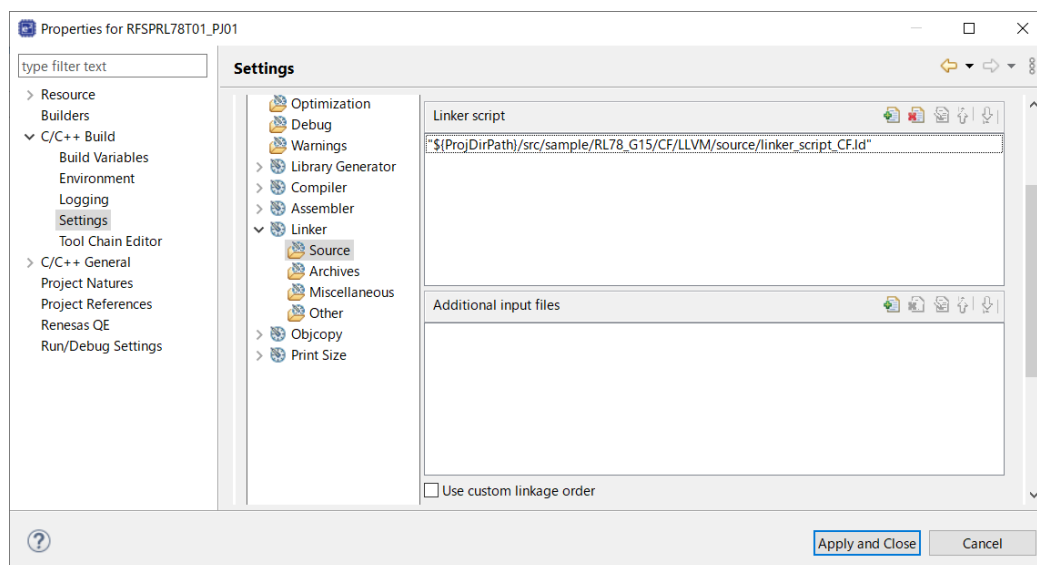 Properties for RFSPRL78T01_PJ01
type filter text
Settings
Resource
Builders
C/C++ Build
Build Variables
Environment
Logging
Settings
Tool Chain Editor
C/C++ General
Project Natures
Project References
Renesas QE
Run/Debug Settings
Optimization
Debug
Warnings
Library Generator
Compiler
Assembler
Linker
Source
Archives
Miscellaneous
Other
Objcopy
Print Size
Linker script
"${ProjDirPath}/src/sample/RL78_G15/CF/LLVM/source/linker_script_CF.ld"
Additional input files
Use custom linkage order
Apply and Close
Cancel